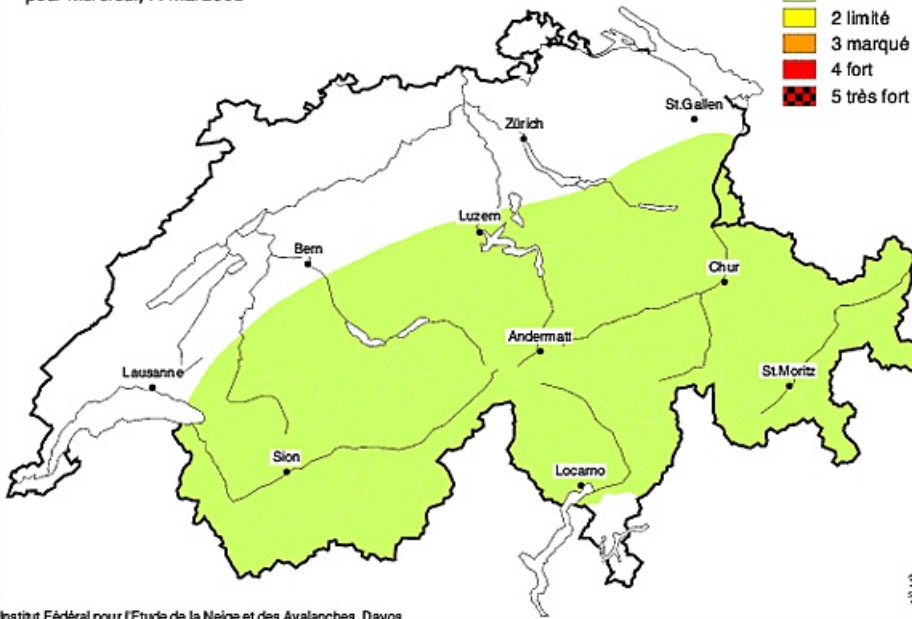 2 limité
3 marqué
4 fort
5 très fort
St.Gallen
Zürich
Luzern
Bern
Chur
Andermatt
Lausanne
St.Moritz
Sion
Locarno
Institut Fédéral pour l'Etude de la Neige et des Avalanches, Davos